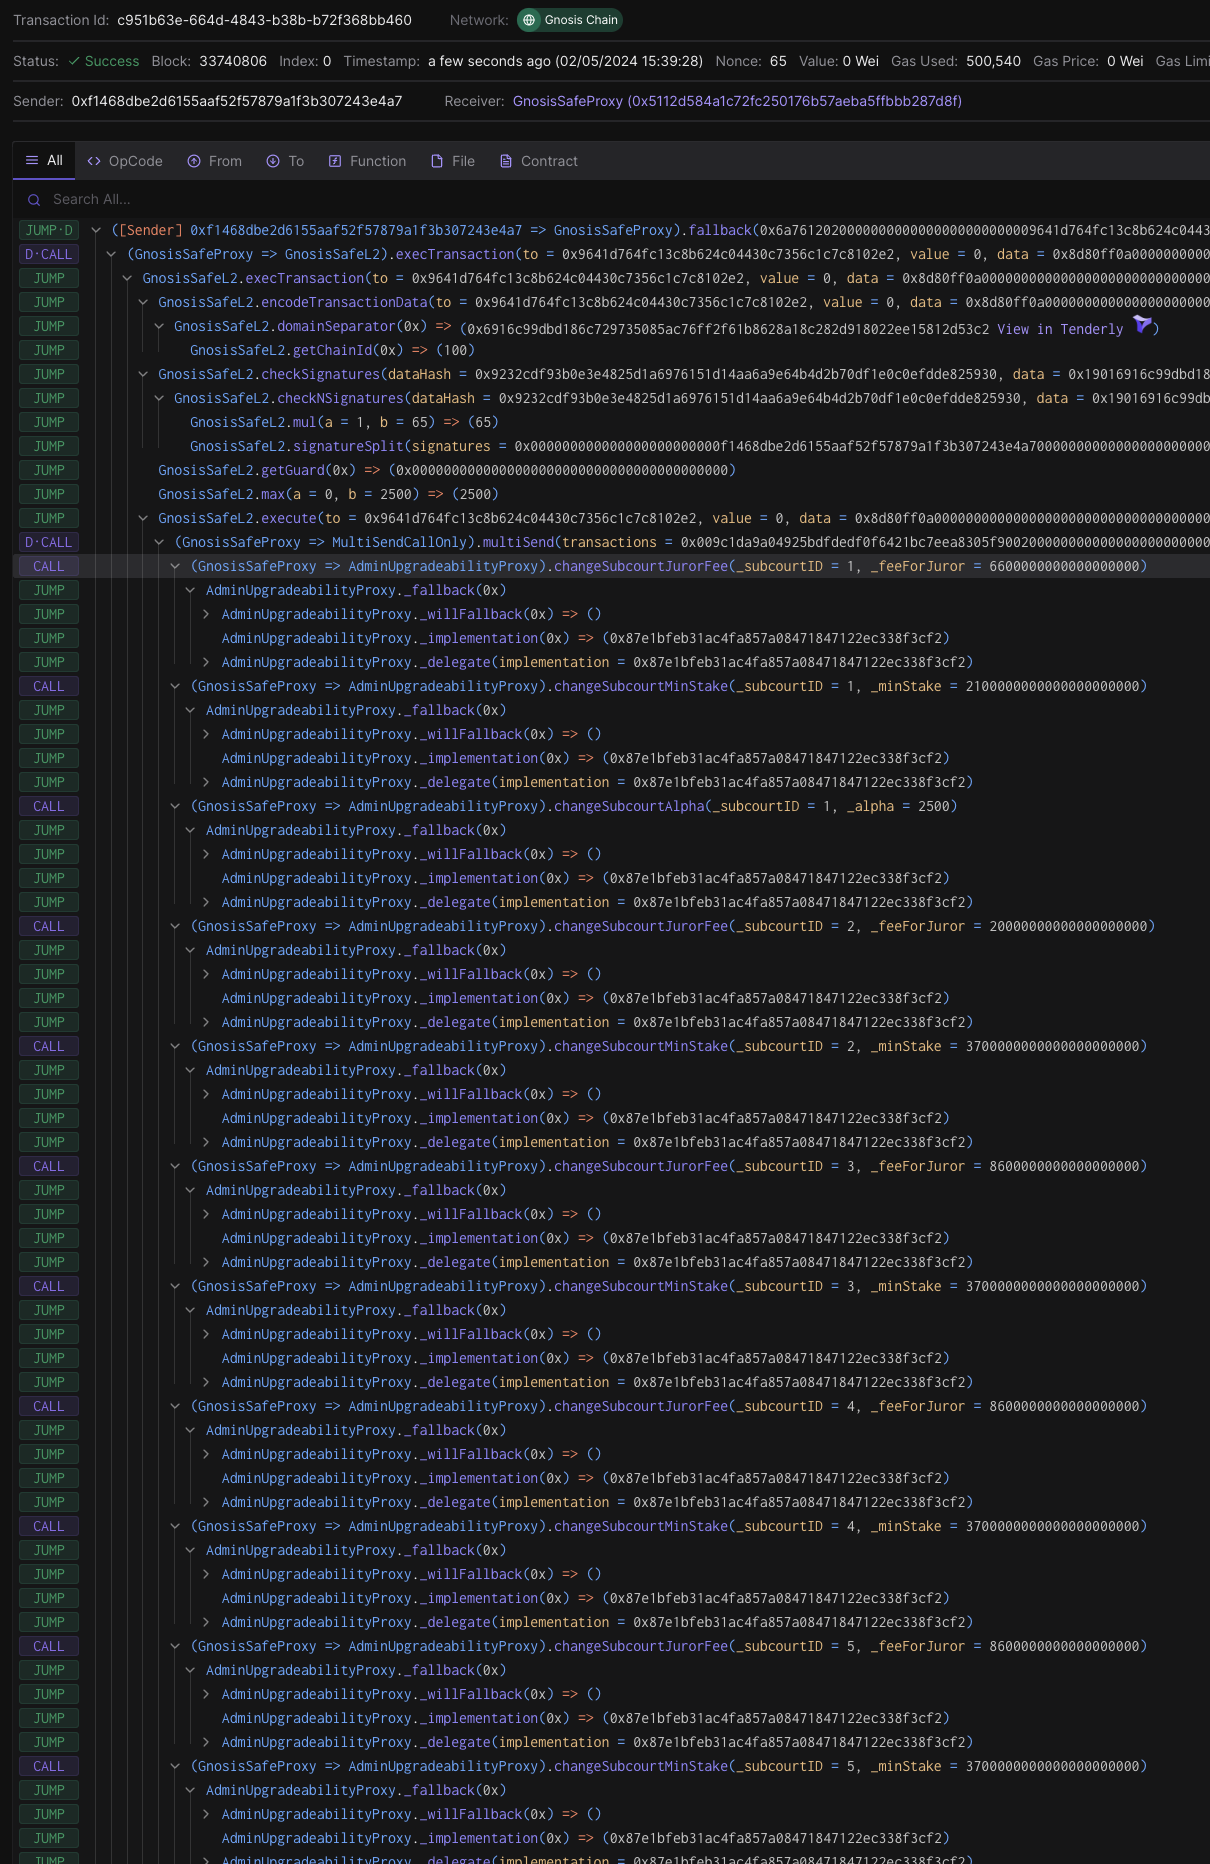 Transaction Id: c951b63e-664d-4843-b38b-b72f368bb460 Network: Gnosis Chain
Status: ✓ Success Block: 33740806 Index: 0 Timestamp: a few seconds ago (02/05/2024 15:39:28) Nonce: 65 Value: 0 Wei Gas Used: 500,540 Gas Price: 0 Wei Gas Limi
Sender: 0xf1468dbe2d6155aaf52f57879a1f3b307243e4a7 Receiver: GnosisSafeProxy (0x5112d584a1c72fc250176b57aeba5ffbbb287d8f)
All OpCode From To Function File Contract
Search All...
JUMP·D ([Sender] 0xf1468dbe2d6155aaf52f57879a1f3b307243e4a7 => GnosisSafeProxy).fallback(
D·CALL (GnosisSafeProxy => GnosisSafeL2).execTransaction(to = 0x9641d764fc13c8b624c04430c7356c1c7c8102e2, value = 0, data =
JUMP GnosisSafeL2.execTransaction(to = 0x9641d764fc13c8b624c04430c7356c1c7c8102e2, value = 0, data =
JUMP GnosisSafeL2.encodeTransactionData(to = 0x9641d764fc13c8b624c04430c7356c1c7c8102e2, value = 0, data =
JUMP GnosisSafeL2.domainSeparator(0x) => (0x6916c99dbd186c729735085ac76ff2f61b8628a18c282d918022ee15812d53c2 View in Tenderly )
JUMP GnosisSafeL2.getChainId(0x) => (100)
JUMP GnosisSafeL2.checkSignatures(dataHash = 0x9232cdf93b0e3e4825d1a6976151d14aa6a9e64b4d2b70df1e0c0efdde825930, data = 0x19016916c99dbd18
JUMP GnosisSafeL2.checkNSignatures(dataHash = 0x9232cdf93b0e3e4825d1a6976151d14aa6a9e64b4d2b70df1e0c0efdde825930, data = 0x19016916c99db
JUMP GnosisSafeL2.mul(a = 1, b = 65) => (65)
JUMP GnosisSafeL2.signatureSplit(signatures =
JUMP GnosisSafeL2.getGuard(0x) => (0x0000000000000000000000000000000000000000)
JUMP GnosisSafeL2.max(a = 0, b = 2500) => (2500)
JUMP GnosisSafeL2.execute(to = 0x9641d764fc13c8b624c04430c7356c1c7c8102e2, value = 0, data =
D·CALL (GnosisSafeProxy => MultiSendCallOnly).multiSend(transactions =
CALL (GnosisSafeProxy => AdminUpgradeabilityProxy).changeSubcourtJurorFee(_subcourtID = 1, _feeForJuror = 6600000000000000000)
JUMP AdminUpgradeabilityProxy._fallback(0x)
JUMP AdminUpgradeabilityProxy._willFallback(0x) => ()
JUMP AdminUpgradeabilityProxy._implementation(0x) => (0x87e1bfeb31ac4fa857a08471847122ec338f3cf2)
JUMP AdminUpgradeabilityProxy._delegate(implementation = 0x87e1bfeb31ac4fa857a08471847122ec338f3cf2)
CALL (GnosisSafeProxy => AdminUpgradeabilityProxy).changeSubcourtMinStake(_subcourtID = 1, _minStake = 2100000000000000000000)
JUMP AdminUpgradeabilityProxy._fallback(0x)
JUMP AdminUpgradeabilityProxy._willFallback(0x) => ()
JUMP AdminUpgradeabilityProxy._implementation(0x) => (0x87e1bfeb31ac4fa857a08471847122ec338f3cf2)
JUMP AdminUpgradeabilityProxy._delegate(implementation = 0x87e1bfeb31ac4fa857a08471847122ec338f3cf2)
CALL (GnosisSafeProxy => AdminUpgradeabilityProxy).changeSubcourtAlpha(_subcourtID = 1, _alpha = 2500)
JUMP AdminUpgradeabilityProxy._fallback(0x)
JUMP AdminUpgradeabilityProxy._willFallback(0x) => ()
JUMP AdminUpgradeabilityProxy._implementation(0x) => (0x87e1bfeb31ac4fa857a08471847122ec338f3cf2)
JUMP AdminUpgradeabilityProxy._delegate(implementation = 0x87e1bfeb31ac4fa857a08471847122ec338f3cf2)
CALL (GnosisSafeProxy => AdminUpgradeabilityProxy).changeSubcourtJurorFee(_subcourtID = 2, _feeForJuror = 20000000000000000000)
JUMP AdminUpgradeabilityProxy._fallback(0x)
JUMP AdminUpgradeabilityProxy._willFallback(0x) => ()
JUMP AdminUpgradeabilityProxy._implementation(0x) => (0x87e1bfeb31ac4fa857a08471847122ec338f3cf2)
JUMP AdminUpgradeabilityProxy._delegate(implementation = 0x87e1bfeb31ac4fa857a08471847122ec338f3cf2)
CALL (GnosisSafeProxy => AdminUpgradeabilityProxy).changeSubcourtMinStake(_subcourtID = 2, _minStake = 3700000000000000000000)
JUMP AdminUpgradeabilityProxy._fallback(0x)
JUMP AdminUpgradeabilityProxy._willFallback(0x) => ()
JUMP AdminUpgradeabilityProxy._implementation(0x) => (0x87e1bfeb31ac4fa857a08471847122ec338f3cf2)
JUMP AdminUpgradeabilityProxy._delegate(implementation = 0x87e1bfeb31ac4fa857a08471847122ec338f3cf2)
CALL (GnosisSafeProxy => AdminUpgradeabilityProxy).changeSubcourtJurorFee(_subcourtID = 3, _feeForJuror = 8600000000000000000)
JUMP AdminUpgradeabilityProxy._fallback(0x)
JUMP AdminUpgradeabilityProxy._willFallback(0x) => ()
JUMP AdminUpgradeabilityProxy._implementation(0x) => (0x87e1bfeb31ac4fa857a08471847122ec338f3cf2)
JUMP AdminUpgradeabilityProxy._delegate(implementation = 0x87e1bfeb31ac4fa857a08471847122ec338f3cf2)
CALL (GnosisSafeProxy => AdminUpgradeabilityProxy).changeSubcourtMinStake(_subcourtID = 3, _minStake = 3700000000000000000000)
JUMP AdminUpgradeabilityProxy._fallback(0x)
JUMP AdminUpgradeabilityProxy._willFallback(0x) => ()
JUMP AdminUpgradeabilityProxy._implementation(0x) => (0x87e1bfeb31ac4fa857a08471847122ec338f3cf2)
JUMP AdminUpgradeabilityProxy._delegate(implementation = 0x87e1bfeb31ac4fa857a08471847122ec338f3cf2)
CALL (GnosisSafeProxy => AdminUpgradeabilityProxy).changeSubcourtJurorFee(_subcourtID = 4, _feeForJuror = 8600000000000000000)
JUMP AdminUpgradeabilityProxy._fallback(0x)
JUMP AdminUpgradeabilityProxy._willFallback(0x) => ()
JUMP AdminUpgradeabilityProxy._implementation(0x) => (0x87e1bfeb31ac4fa857a08471847122ec338f3cf2)
JUMP AdminUpgradeabilityProxy._delegate(implementation = 0x87e1bfeb31ac4fa857a08471847122ec338f3cf2)
CALL (GnosisSafeProxy => AdminUpgradeabilityProxy).changeSubcourtMinStake(_subcourtID = 4, _minStake = 3700000000000000000000)
JUMP AdminUpgradeabilityProxy._fallback(0x)
JUMP AdminUpgradeabilityProxy._willFallback(0x) => ()
JUMP AdminUpgradeabilityProxy._implementation(0x) => (0x87e1bfeb31ac4fa857a08471847122ec338f3cf2)
JUMP AdminUpgradeabilityProxy._delegate(implementation = 0x87e1bfeb31ac4fa857a08471847122ec338f3cf2)
CALL (GnosisSafeProxy => AdminUpgradeabilityProxy).changeSubcourtJurorFee(_subcourtID = 5, _feeForJuror = 8600000000000000000)
JUMP AdminUpgradeabilityProxy._fallback(0x)
JUMP AdminUpgradeabilityProxy._willFallback(0x) => ()
JUMP AdminUpgradeabilityProxy._implementation(0x) => (0x87e1bfeb31ac4fa857a08471847122ec338f3cf2)
JUMP AdminUpgradeabilityProxy._delegate(implementation = 0x87e1bfeb31ac4fa857a08471847122ec338f3cf2)
CALL (GnosisSafeProxy => AdminUpgradeabilityProxy).changeSubcourtMinStake(_subcourtID = 5, _minStake = 3700000000000000000000)
JUMP AdminUpgradeabilityProxy._fallback(0x)
JUMP AdminUpgradeabilityProxy._willFallback(0x) => ()
JUMP AdminUpgradeabilityProxy._implementation(0x) => (0x87e1bfeb31ac4fa857a08471847122ec338f3cf2)
JUMP AdminUpgradeabilityProxy._delegate(implementation = 0x87e1bfeb31ac4fa857a08471847122ec338f3cf2)